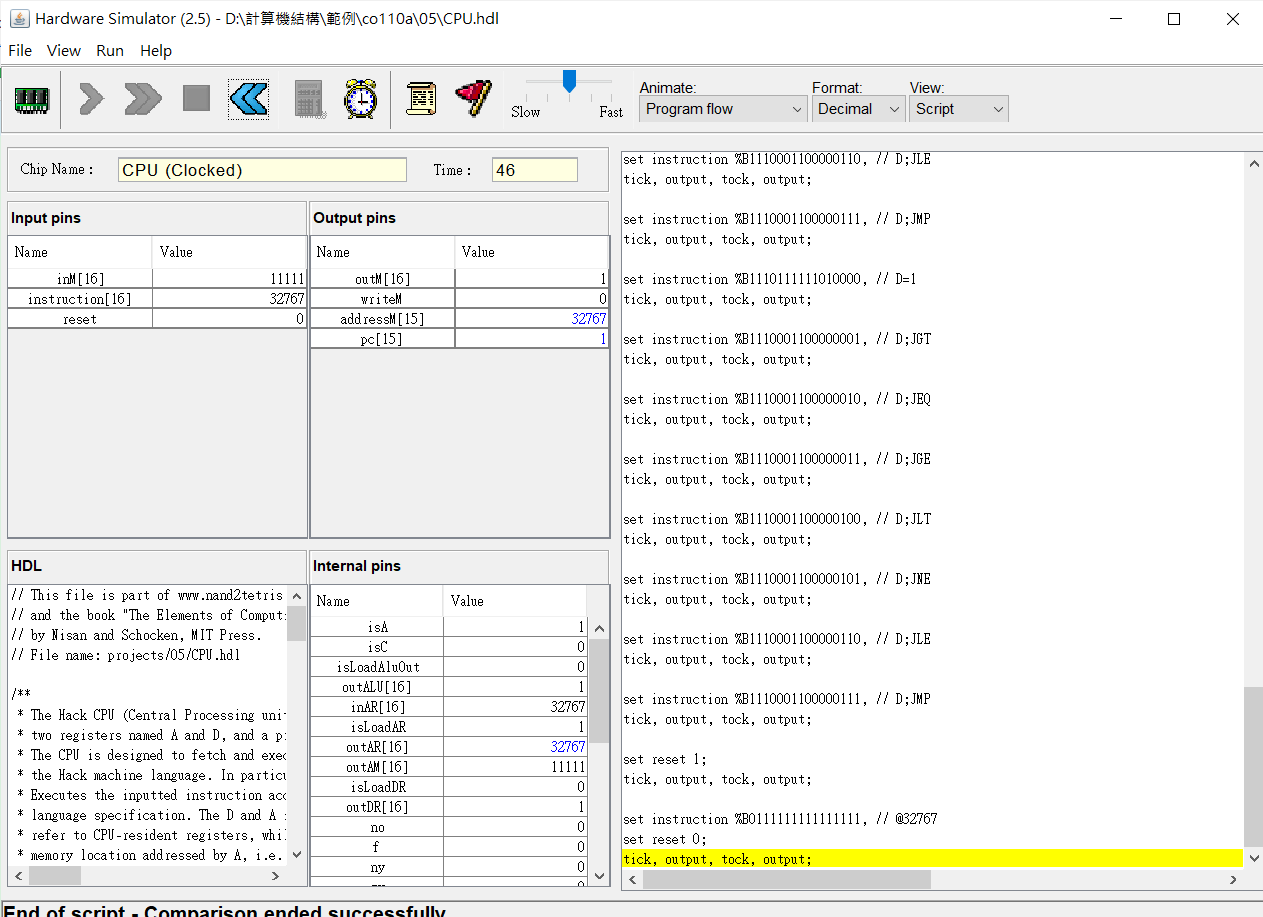 Hardware Simulator (2.5) - D:\計算機結構\範例\co110a\05\CPU.hdl
File View Run Help
Slow Fast
Animate: Format: View:
Program flow Decimal Script
Chip Name : CPU (Clocked) Time : 46
Input pins
Name Value
inM[16] 11111
instruction[16] 32767
reset 0
Output pins
Name Value
outM[16] 1
writeM 0
addressM[15] 32767
pc[15] 1
HDL
// This file is part of www.nand2tetris
// and the book "The Elements of Comput
// by Nisan and Schocken, MIT Press.
// File name: projects/05/CPU.hdl
/**
* The Hack CPU (Central Processing uni
* two registers named A and D, and a p
* The CPU is designed to fetch and exec
* the Hack machine language. In particu
* Executes the inputted instruction acc
* language specification. The D and A
* refer to CPU-resident registers, whi
* memory location addressed by A, i.e.
Internal pins
Name Value
isA 1
isC 0
isLoadAluOut 0
outALU[16] 1
inAR[16] 32767
isLoadAR 1
outAR[16] 32767
outAM[16] 11111
isLoadDR 0
outDR[16] 1
no 0
f 0
ny 0
set instruction %B1110001100000110, // D;JLE
tick, output, tock, output;
set instruction %B1110001100000111, // D;JMP
tick, output, tock, output;
set instruction %B1110111111010000, // D=1
tick, output, tock, output;
set instruction %B1110001100000001, // D;JGT
tick, output, tock, output;
set instruction %B1110001100000010, // D;JEQ
tick, output, tock, output;
set instruction %B1110001100000011, // D;JGE
tick, output, tock, output;
set instruction %B1110001100000100, // D;JLT
tick, output, tock, output;
set instruction %B1110001100000101, // D;JNE
tick, output, tock, output;
set instruction %B1110001100000110, // D;JLE
tick, output, tock, output;
set instruction %B1110001100000111, // D;JMP
tick, output, tock, output;
set reset 1;
tick, output, tock, output;
set instruction %B0111111111111111, // @32767
set reset 0;
tick, output, tock, output;
End of script - Comparison ended successfully